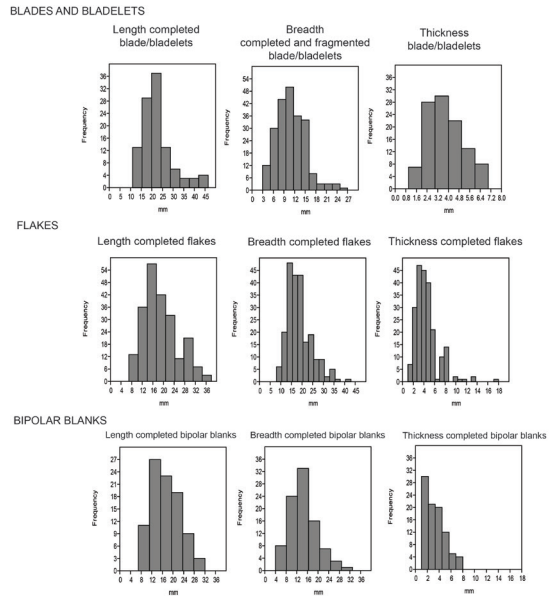 BLADES AND BLADELETS
Length completed
blade/bladelets
Breadth
completed and fragmented
blade/bladelets
Thickness
blade/bladelets
Frequency
36
32
28
24
20
16
12
8
4
0
0 5 10 15 20 25 30 35 40 45
mm
Frequency
54
48
42
36
30
24
18
12
6
0
0 3 6 9 12 15 18 21 24 27
mm
Frequency
36
32
28
24
20
16
12
8
4
0
0.0 0.8 1.6 2.4 3.2 4.0 4.8 5.6 6.4 7.2 8.0
mm
FLAKES
Length completed flakes
Breadth completed flakes
Thickness completed flakes
Frequency
54
48
42
36
30
24
18
12
6
0
0 4 8 12 16 20 24 28 32 36
mm
Frequency
45
40
35
30
25
20
15
10
5
0
0 5 10 15 20 25 30 35 40 45
mm
Frequency
45
40
35
30
25
20
15
10
5
0
0 2 4 6 8 10 12 14 16 18
mm
BIPOLAR BLANKS
Length completed bipolar blanks
Breadth completed bipolar blanks
Thickness completed bipolar blanks
Frequency
27
24
21
18
15
12
9
6
3
0
0 4 8 12 16 20 24 28 32 36
mm
Frequency
36
32
28
24
20
16
12
8
4
0
0 4 8 12 16 20 24 28 32 36
mm
Frequency
36
32
28
24
20
16
12
8
4
0
0 2 4 6 8 10 12 14 16 18
mm